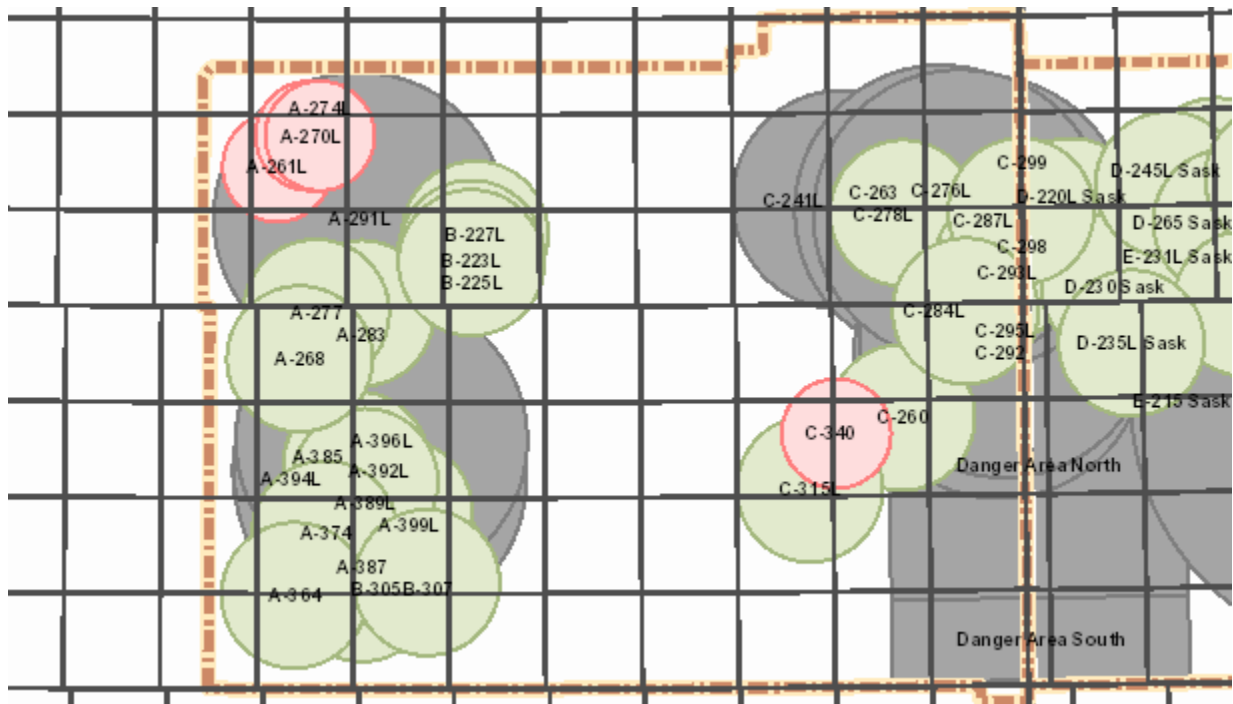 A-274L
A-270L
A-261L
A-291L
B-227L
B-223L
B-225L
A-277
A-283
A-268
A-396L
A-385
A-392L
A-394L
A-389L
A-374
A-399L
A-387
A-364
B-305
B-307
C-299
C-241L
C-263
C-276L
C-278L
C-287L
C-298
C-293L
C-284L
C-295L
C-292
C-260
C-340
C-315L
D-245L Sask
D-220L Sask
D-265 Sask
E-231L Sask
D-230 Sask
D-235L Sask
E-215 Sask
Danger Area North
Danger Area South